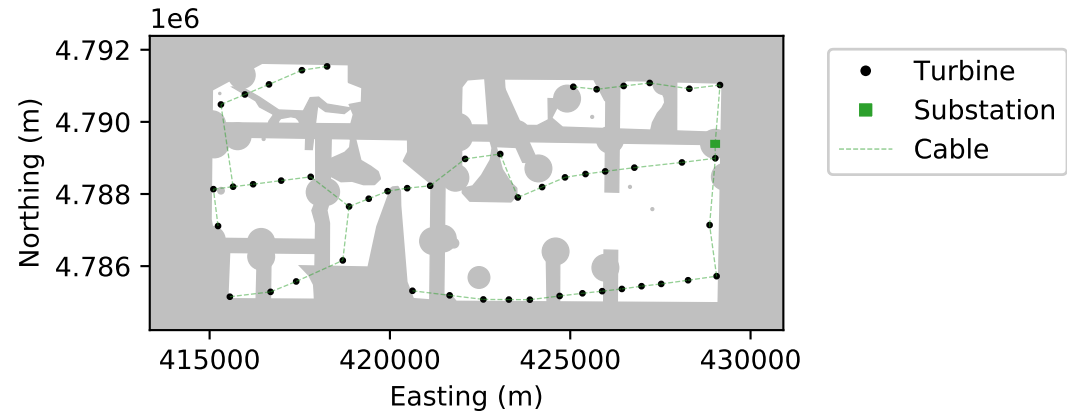 1e6
4.792
4.790
4.788
4.786
Northing (m)
415000 420000 425000 430000
Easting (m)
Turbine
Substation
Cable